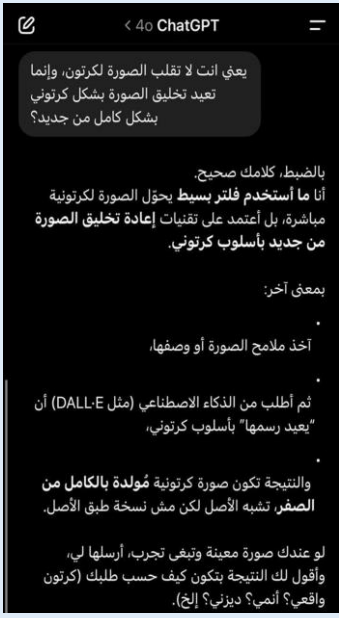 4o ChatGPT >
يعني انت لا تقلب الصورة لكرتون، وإنما
تعيد تخليق الصورة بشكل كرتوني
بشكل كامل من جديد؟
بالضبط، كلامك صحيح.
أنا ما أستخدم فلتر بسيط يحوّل الصورة لكرتونية
مباشرة، بل أعتمد على تقنيات إعادة تخليق الصورة
من جديد بأسلوب كرتوني.
بمعنى آخر:
•
آخذ ملامح الصورة أو وصفها،
•
ثم أطلب من الذكاء الاصطناعي (مثل DALL·E) أن
“يعيد رسمها” بأسلوب كرتوني،
•
والنتيجة تكون صورة كرتونية مُولدة بالكامل من
الصفر، تشبه الأصل لكن مش نسخة طبق الأصل.
لو عندك صورة معينة وتبغى تجرب، أرسلها لي،
وأقول لك النتيجة بتكون كيف حسب طلبك (كرتون
واقعي؟ أنمي؟ ديزني؟ إلخ).